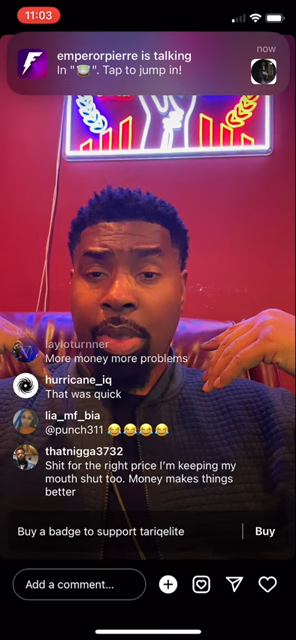 11:03
emperorpierre is talking
now
In "🍵". Tap to jump in!
layloturnner
More money more problems
hurricane_iq
That was quick
lia_mf_bia
@punch311 😂😂😂😂
thatnigga3732
Shit for the right price I'm keeping my
mouth shut too. Money makes things
better
Buy a badge to support tariqelite
Buy
Add a comment...